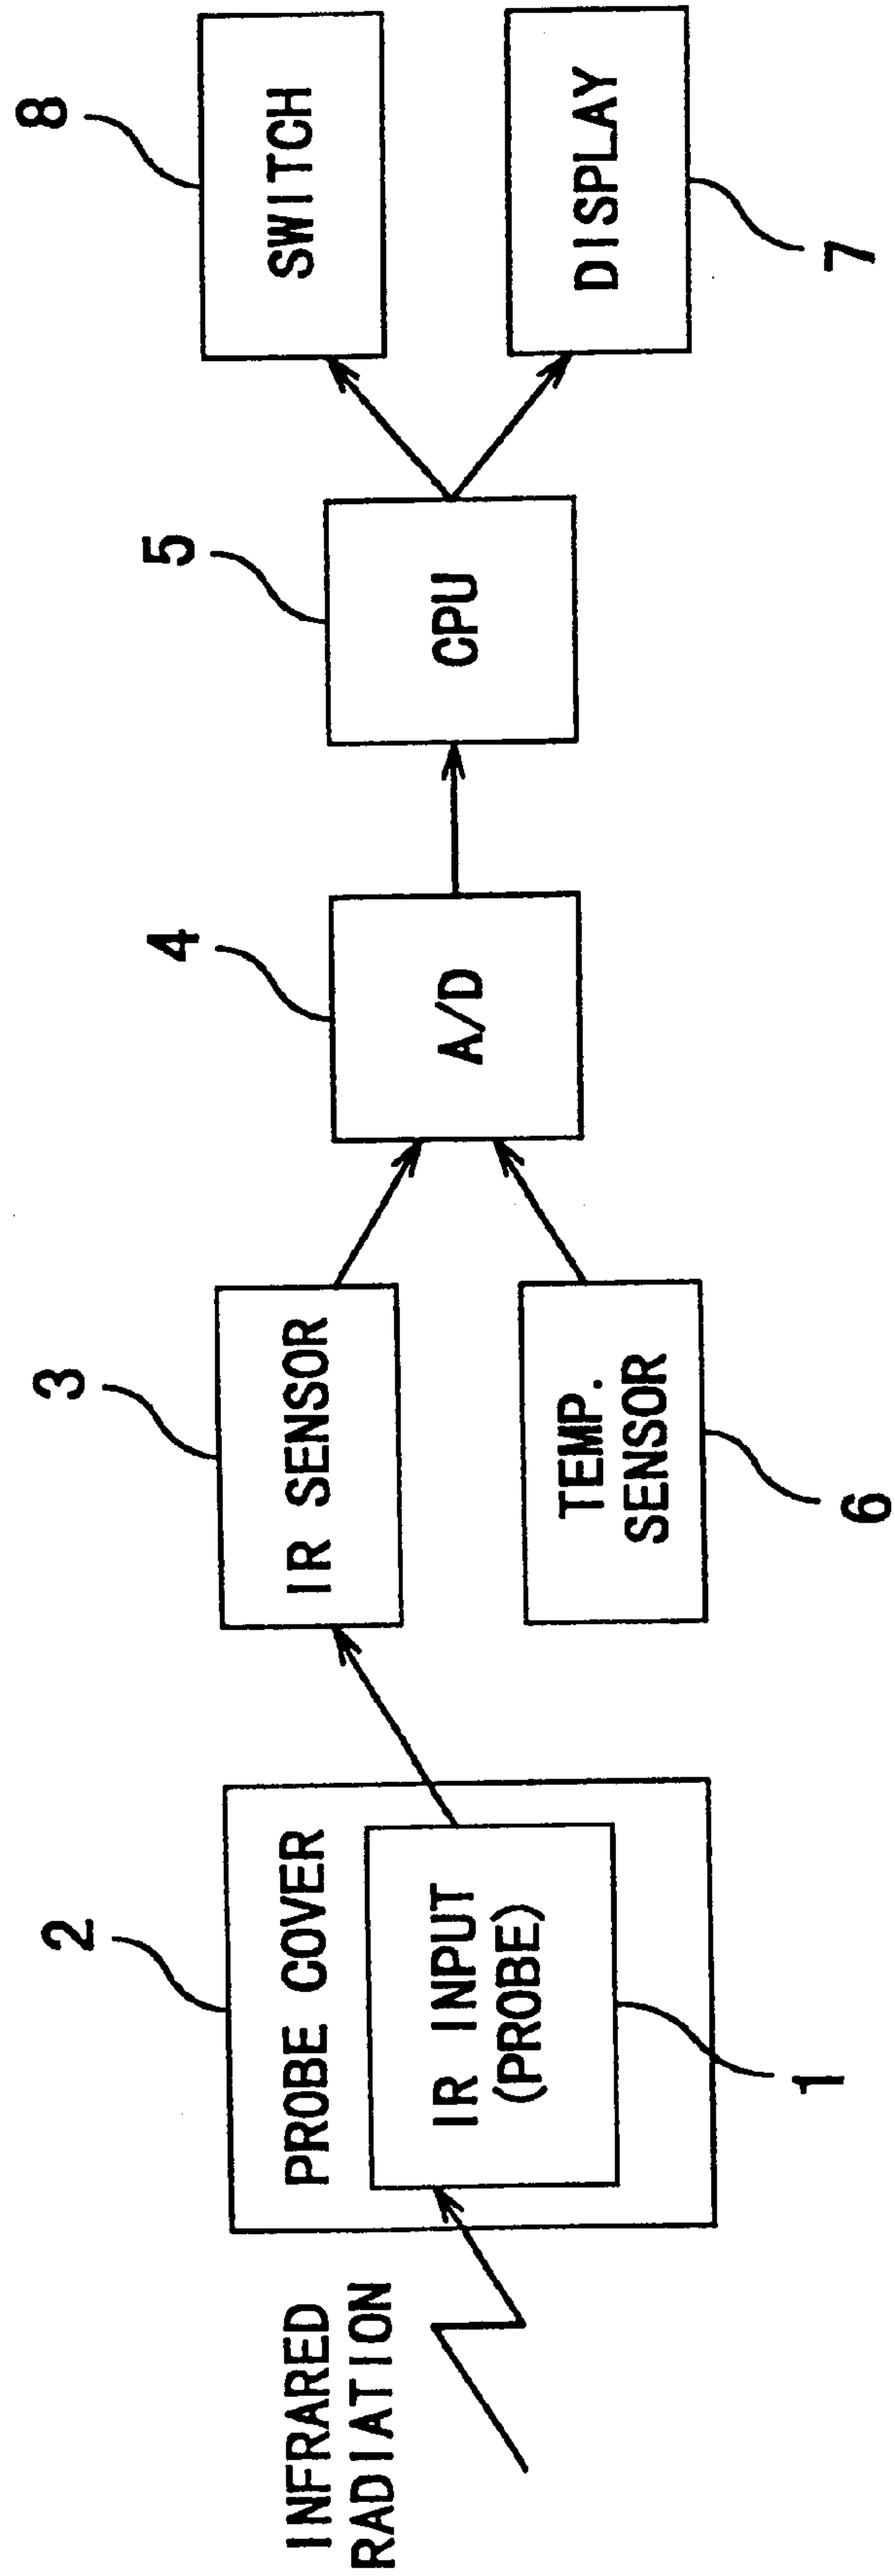 INFRARED
RADIATION
2
PROBE COVER
IR INPUT
(PROBE)
1
3
IR SENSOR
TEMP.
SENSOR
6
4
A/D
5
CPU
8
SWITCH
DISPLAY
7